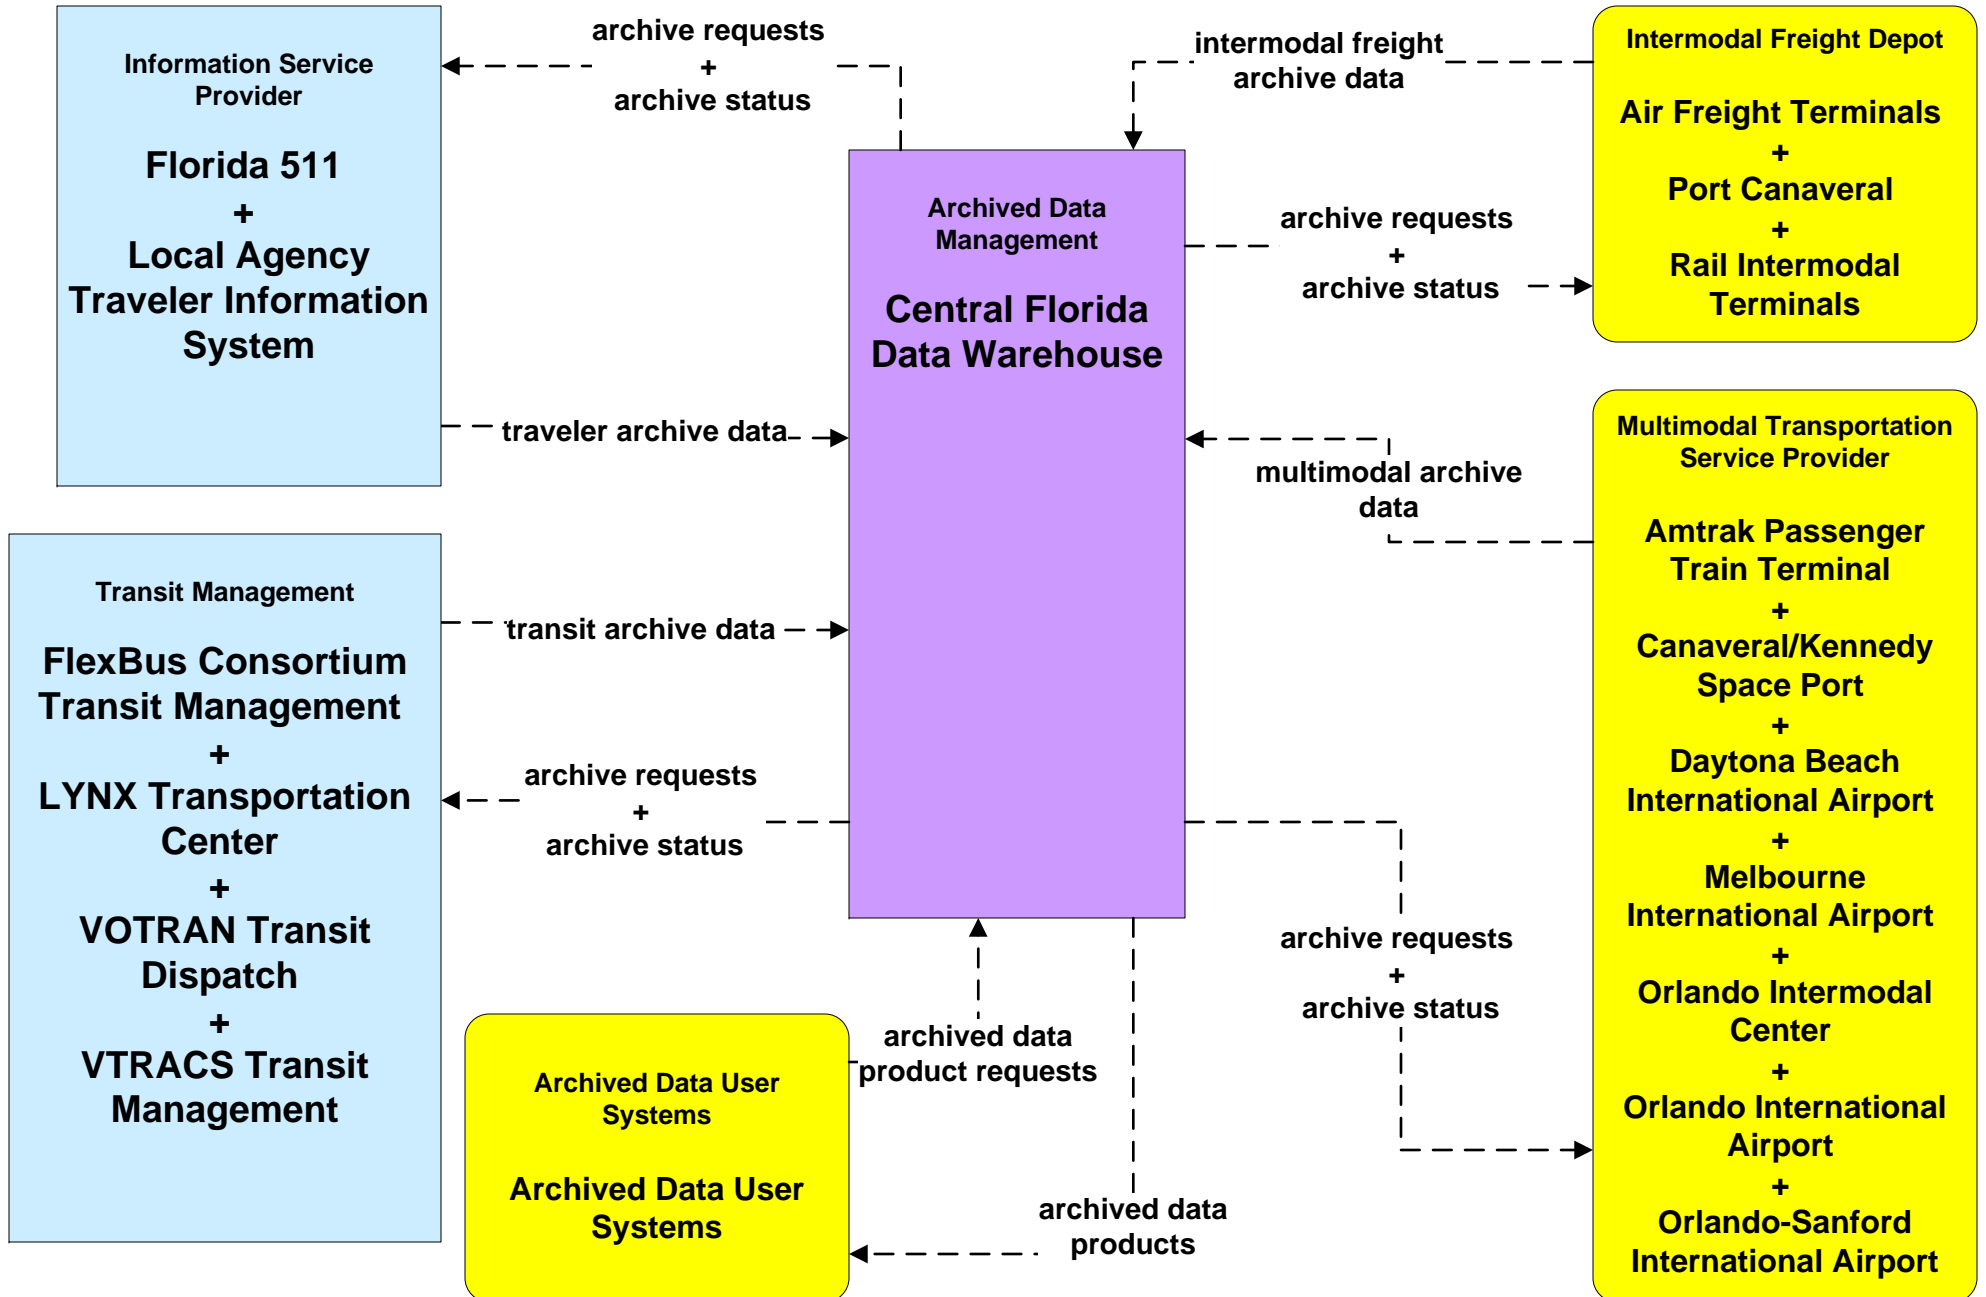 Information Service
Provider
Florida 511
+
Local Agency
Traveler Information
System
archive requests
+
archive status
traveler archive data
Transit Management
FlexBus Consortium
Transit Management
+
LYNX Transportation
Center
+
VOTRAN Transit
Dispatch
+
VTRACS Transit
Management
transit archive data
archive requests
+
archive status
Archived Data
Management
Central Florida
Data Warehouse
Archived Data User
Systems
Archived Data User
Systems
archived data
product requests
archived data
products
intermodal freight
archive data
archive requests
+
archive status
Intermodal Freight Depot
Air Freight Terminals
+
Port Canaveral
+
Rail Intermodal
Terminals
multimodal archive
data
archive requests
+
archive status
Multimodal Transportation
Service Provider
Amtrak Passenger
Train Terminal
+
Canaveral/Kennedy
Space Port
+
Daytona Beach
International Airport
+
Melbourne
International Airport
+
Orlando Intermodal
Center
+
Orlando International
Airport
+
Orlando-Sanford
International Airport